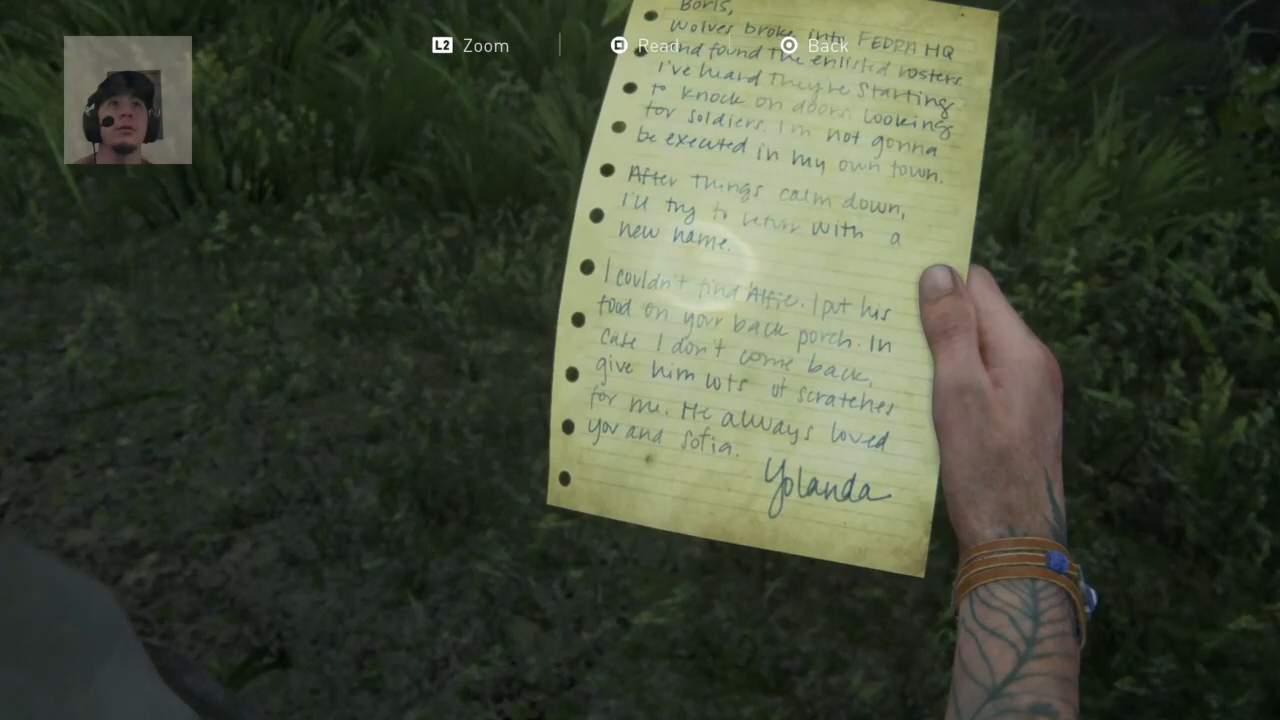 L2 Zoom
Read
Back
Boris,
Wolves broke into FEDRA HQ
and found the enlisted rosters.
I've heard they're starting
to knock on doors. Looking
for soldiers. I'm not gonna
be executed in my own town.
After things calm down,
I'll try to return with a
new name.
I couldn't find Alfie. I put his
food on your back porch. In
case I don't come back,
give him lots of scratches
for me. He always loved
you and Sofia.
Yolanda